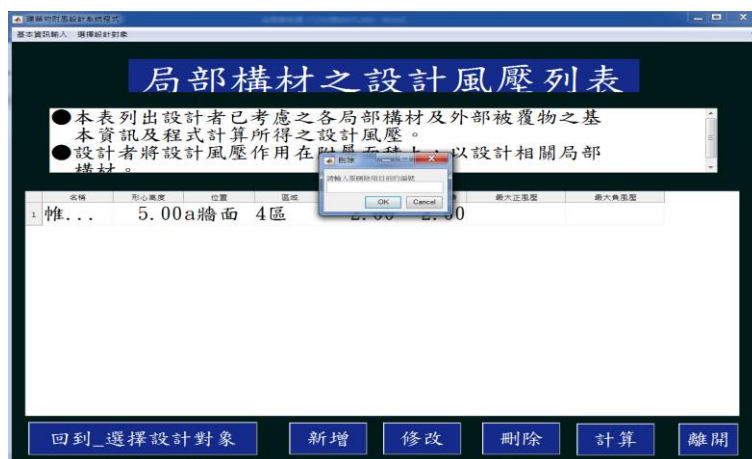 建築物耐風設計系統程式
基本資訊輸入 選擇設計對象
局部構材之設計風壓列表
●本表列出設計者已考慮之各局部構材及外部被覆物之基
本資訊及程式計算所得之設計風壓。
●設計者將設計風壓作用在附屬面積上，以設計相關局部
構材。
刪除
請輸入要刪除項目前的編號
OK Cancel
名稱 形心高度 位置 區域 最大正風壓 最大負風壓
1 帷... 5.00 a牆面 4區 2.00 2.00
回到_選擇設計對象 新增 修改 刪除 計算 離開